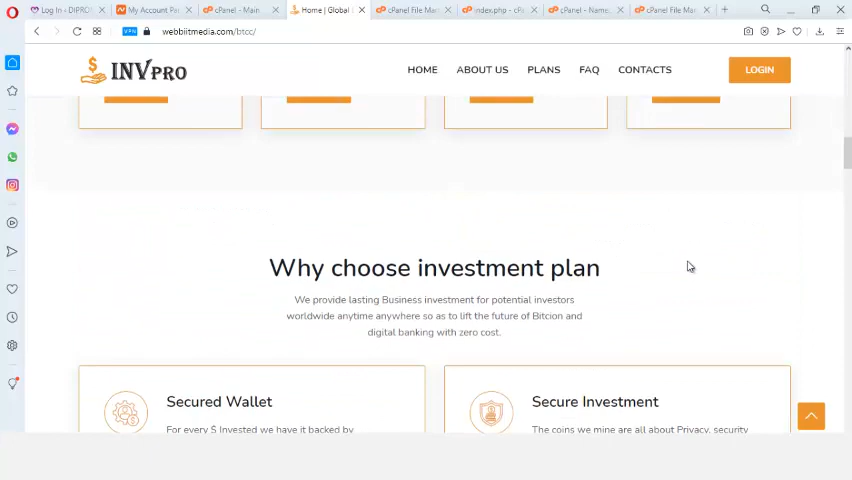 Log In ‹ DIPRO
My Account Pa
cPanel - Main
Home | Global
cPanel File Ma
index.php - cP
cPanel - Name
cPanel File Ma
VPN webbiitmedia.com/btcc/
INVPRO HOME ABOUT US PLANS FAQ CONTACTS LOGIN
Why choose investment plan
We provide lasting Business investment for potential investors
worldwide anytime anywhere so as to lift the future of Bitcion and
digital banking with zero cost.
Secured Wallet
For every $ Invested we have it backed by
Secure Investment
The coins we mine are all about Privacy, security